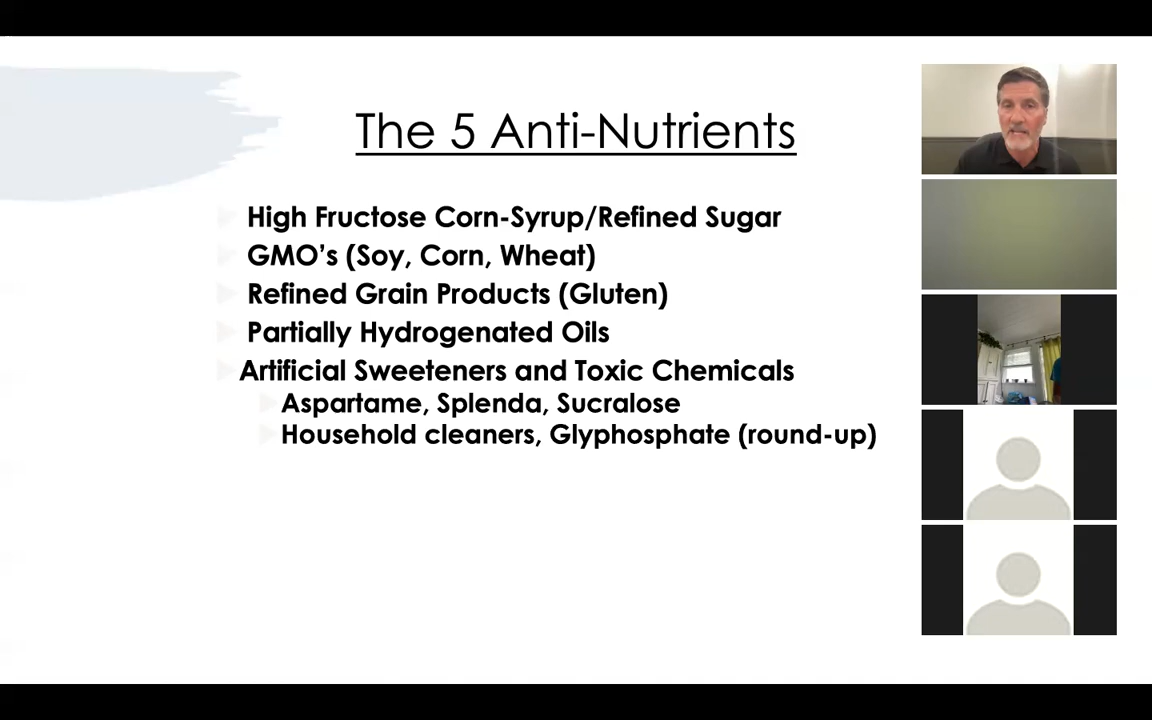 The 5 Anti-Nutrients
High Fructose Corn-Syrup/Refined Sugar
GMO's (Soy, Corn, Wheat)
Refined Grain Products (Gluten)
Partially Hydrogenated Oils
Artificial Sweeteners and Toxic Chemicals
Aspartame, Splenda, Sucralose
Household cleaners, Glyphosphate (round-up)